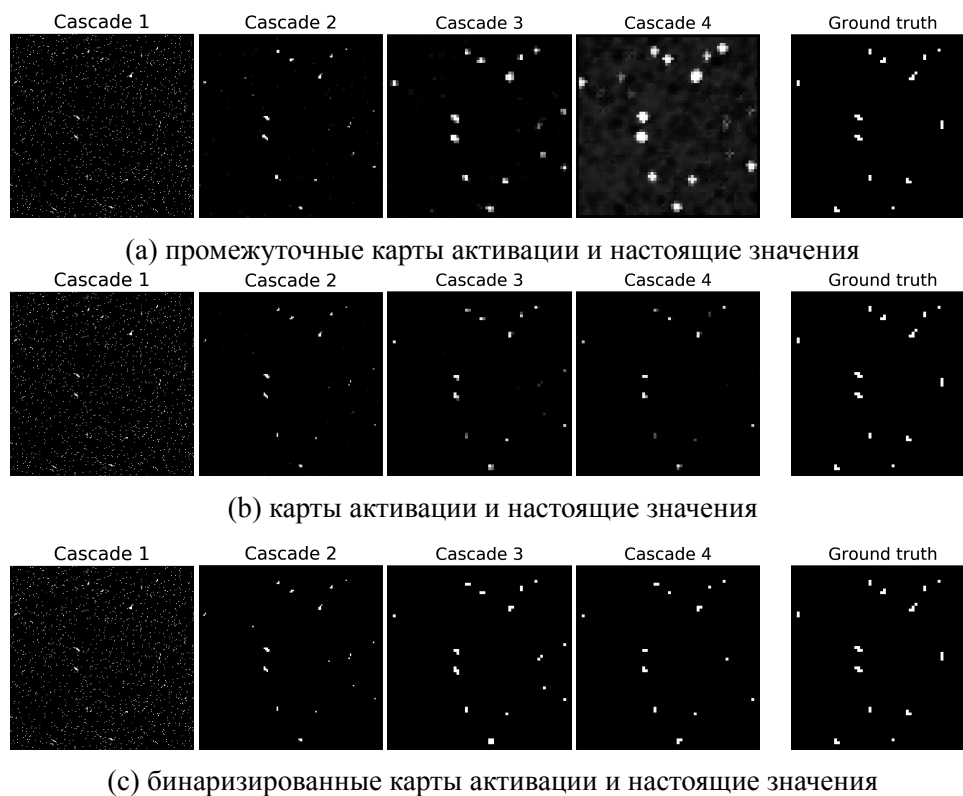 Cascade 1 Cascade 2 Cascade 3 Cascade 4 Ground truth
(a) промежуточные карты активации и настоящие значения
Cascade 1 Cascade 2 Cascade 3 Cascade 4 Ground truth
(b) карты активации и настоящие значения
Cascade 1 Cascade 2 Cascade 3 Cascade 4 Ground truth
(c) бинаризированные карты активации и настоящие значения